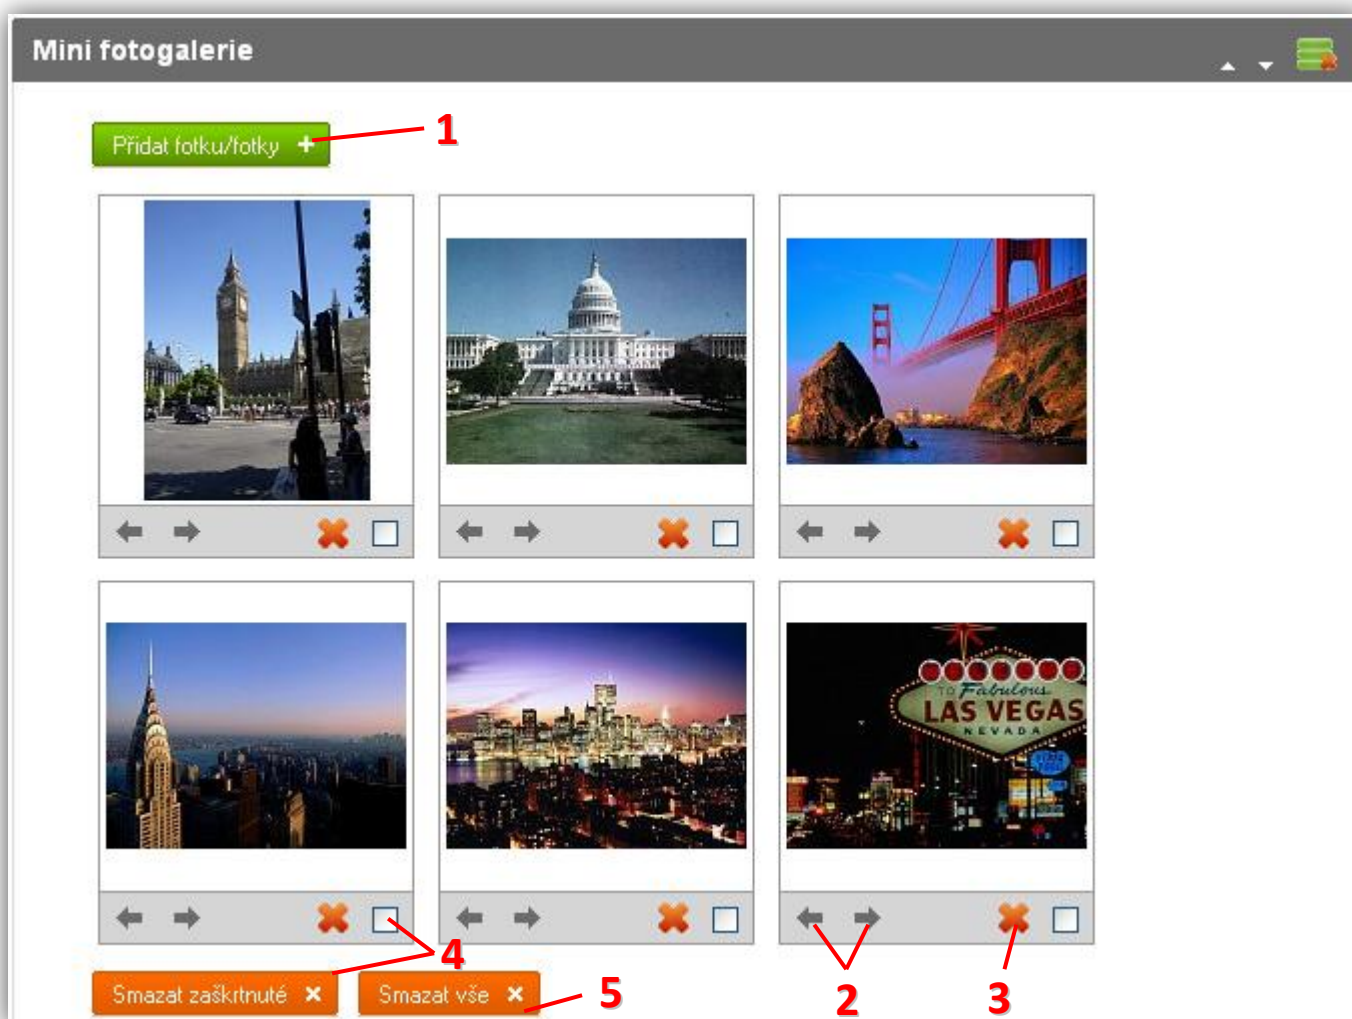 Mini fotogalerie
Přidat fotku/fotky
1
TO Fabulous
LAS VEGAS
NEVADA
4
2
3
Smazat zaškrtnuté
Smazat vše
5